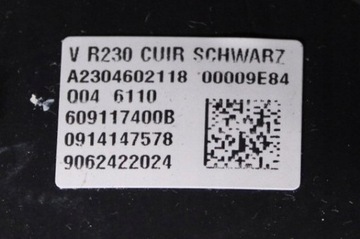 V R230 CUIR SCHWARZ
A2304602118 00009E84
004 6110
609117400B
0914147578
9062422024